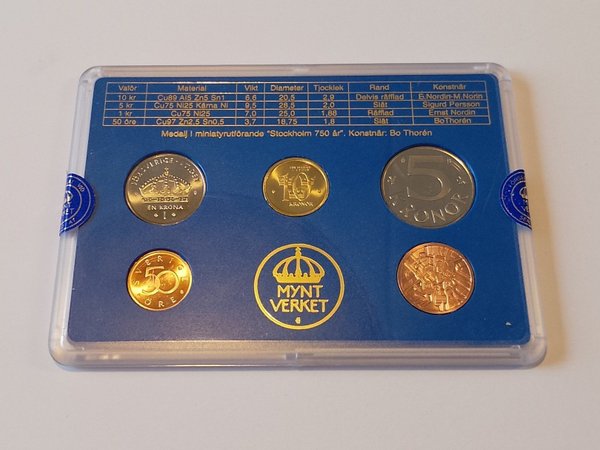 Valör Material Vikt Diameter Tjocklek Rand Konstnär
10 kr Cu89 Al5 Zn5 Sn1 6,6 20,5 2,9 Delvis räfflad B.Nordin-M.Norin
5 kr Cu75 Ni25 Kärna Ni 9,5 28,5 2,0 Slät Sigurd Persson
1 kr Cu75 Ni25 7,0 25,0 1,88 Räfflad Ernst Nordin
50 öre Cu97 Zn2,5 Sn0,5 3,7 18,75 1,8 Slät Bo Thorén
Medalj i miniatyrutförande "Stockholm 750 år". Konstnär: Bo Thorén
SVERIGE
EN KRONA
1
10
KRONOR
5
KRONOR
SVERIGE
50
ÖRE
MYNT
VERKET